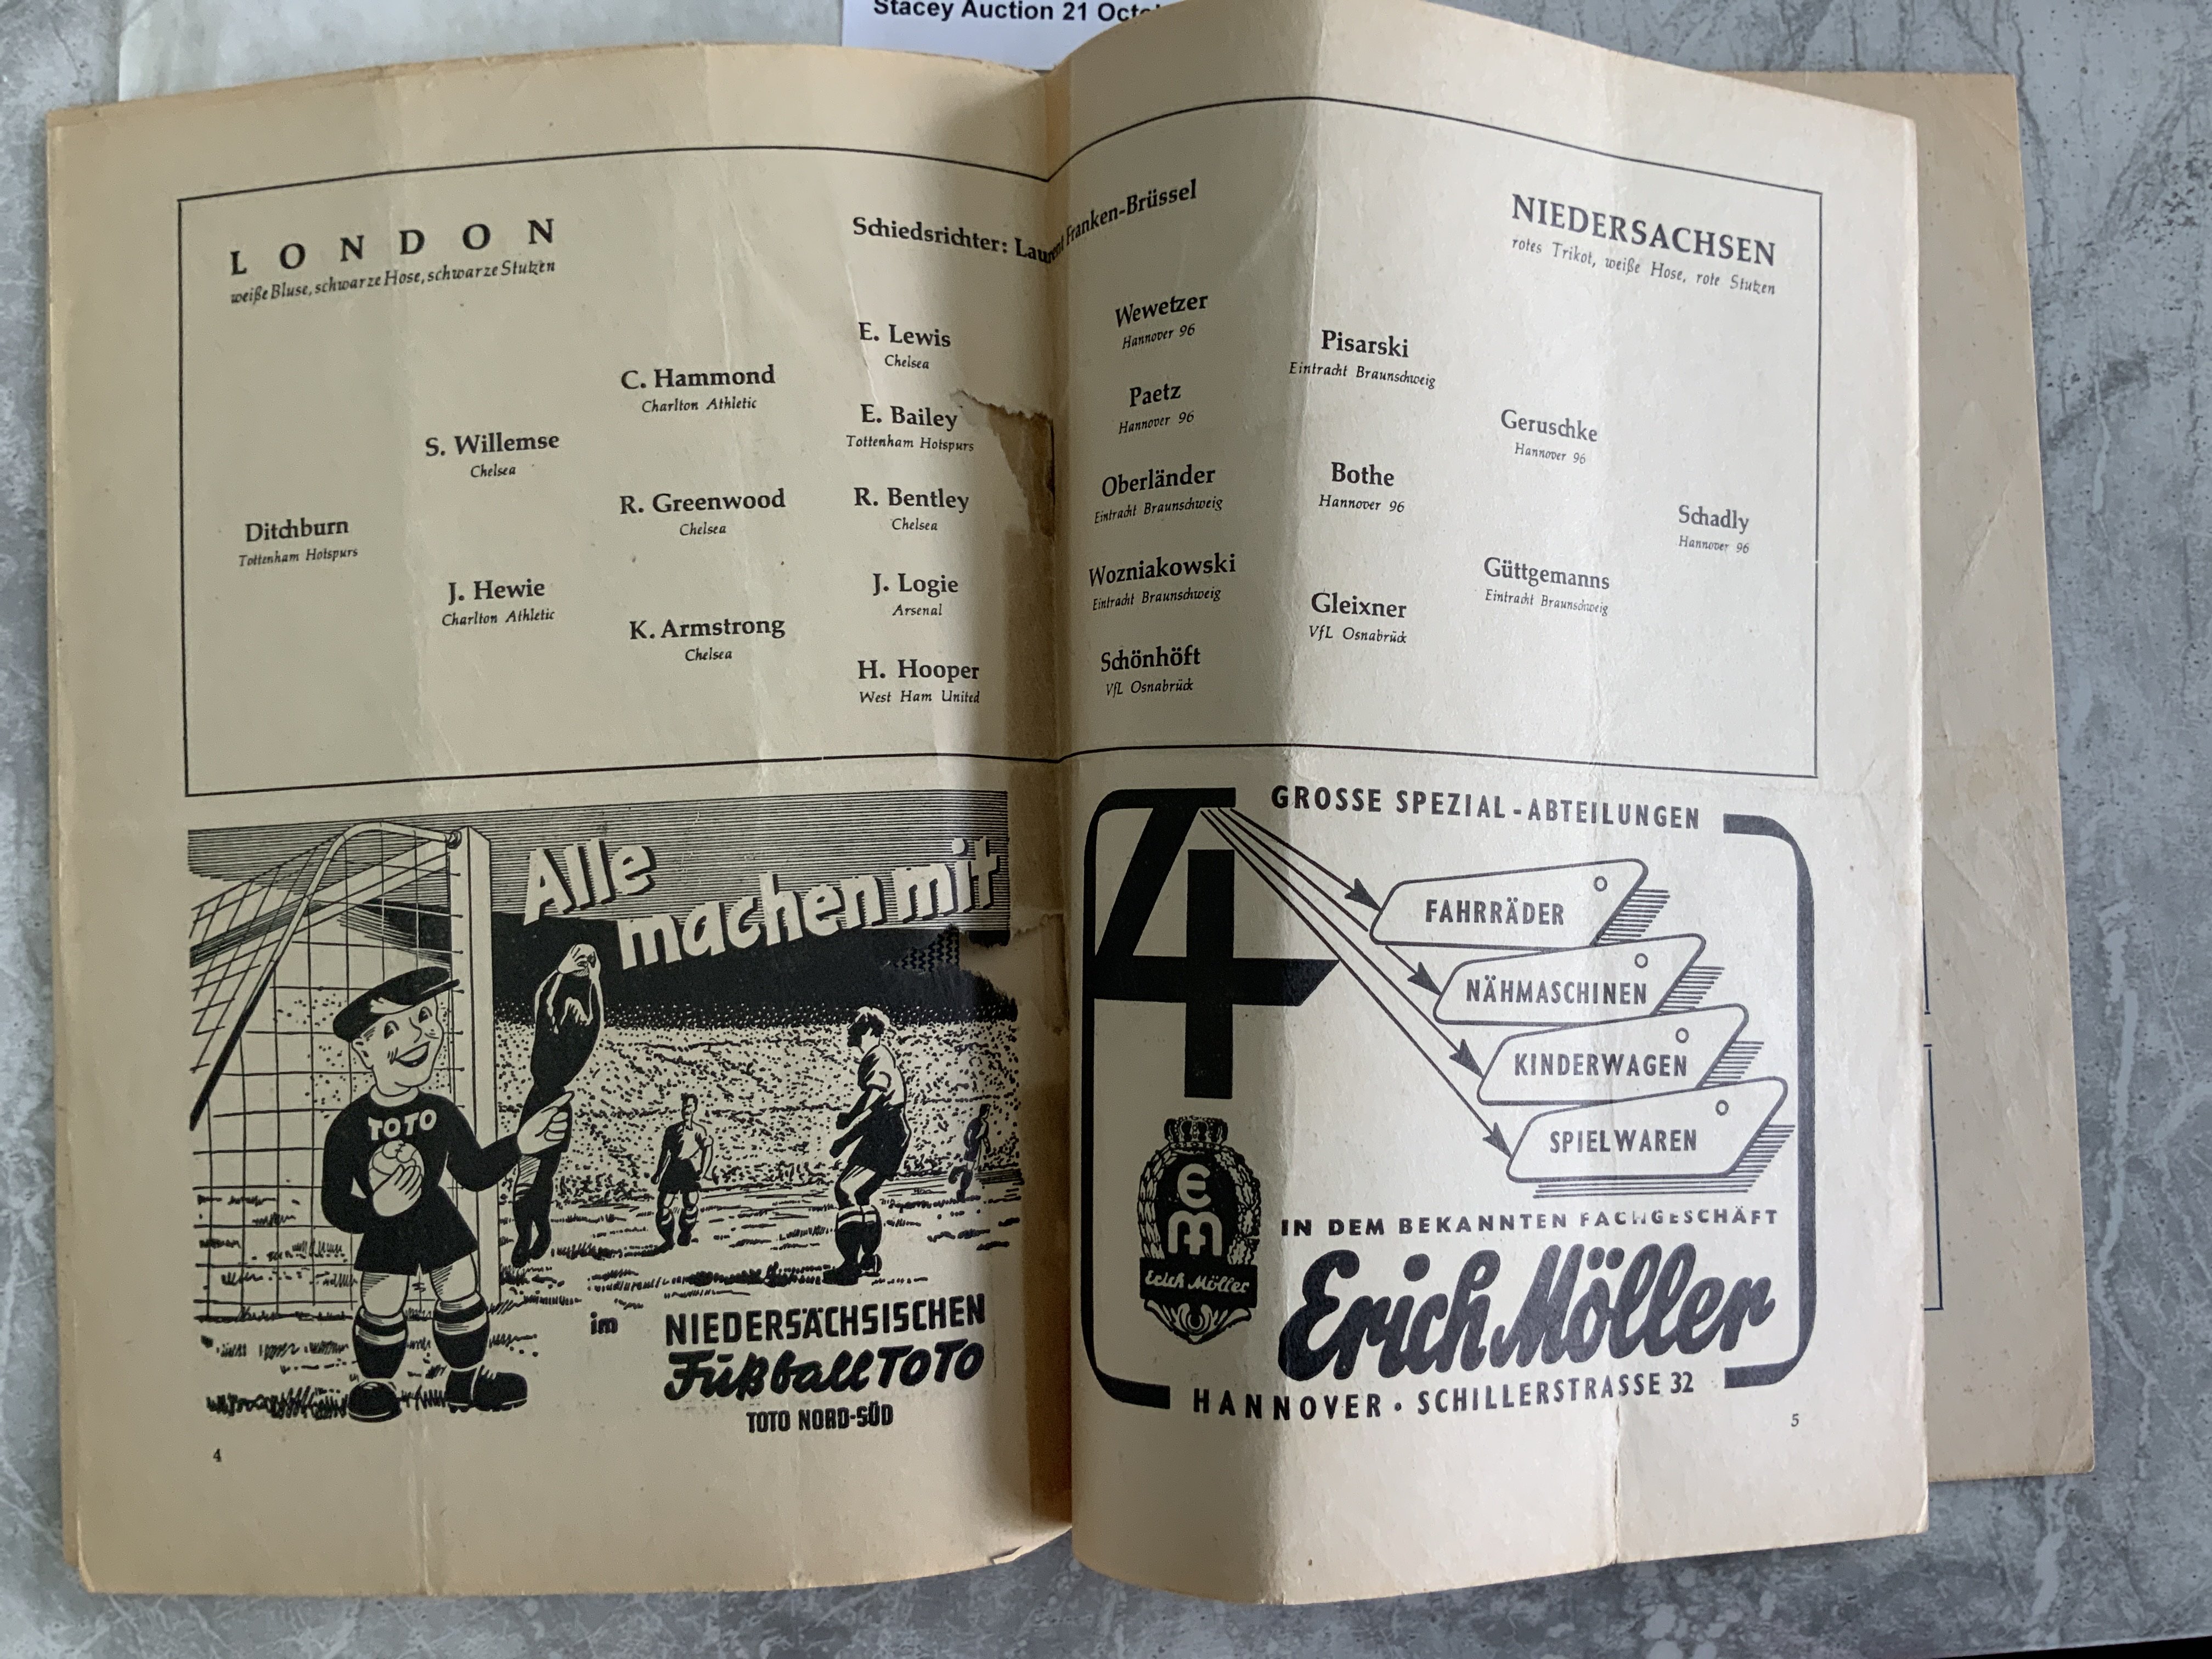 Stacey Auction 21
LONDON
weiße Bluse, schwarze Hose, schwarze Stutzen
Schiedsrichter: Laurent Franken-Brüssel
E. Lewis
Chelsea
C. Hammond
Charlton Athletic
E. Bailey
Tottenham Hotspurs
S. Willemse
Chelsea
R. Greenwood
Chelsea
R. Bentley
Chelsea
Ditchburn
Tottenham Hotspurs
J. Hewie
Charlton Athletic
J. Logie
Arsenal
K. Armstrong
Chelsea
H. Hooper
West Ham United
NIEDERSACHSEN
rotes Trikot, weiße Hose, rote Stutzen
Wewetzer
Hannover 96
Pisarski
Eintracht Braunschweig
Paetz
Hannover 96
Geruschke
Hannover 96
Oberländer
Eintracht Braunschweig
Bothe
Hannover 96
Schadly
Hannover 96
Wozniakowski
Eintracht Braunschweig
Güttgemanns
Eintracht Braunschweig
Gleixner
VfL Osnabrück
Schönhöft
VfL Osnabrück
Alle
machen mit
TOTO
im NIEDERSÄCHSISCHEN
Fußball TOTO
TOTO NORD-SÜD
4
4
GROSSE SPEZIAL-ABTEILUNGEN
FAHRRÄDER
NÄHMASCHINEN
KINDERWAGEN
SPIELWAREN
EM
Erich Möller
IN DEM BEKANNTEN FACHGESCHÄFT
Erich Möller
HANNOVER • SCHILLERSTRASSE 32
5